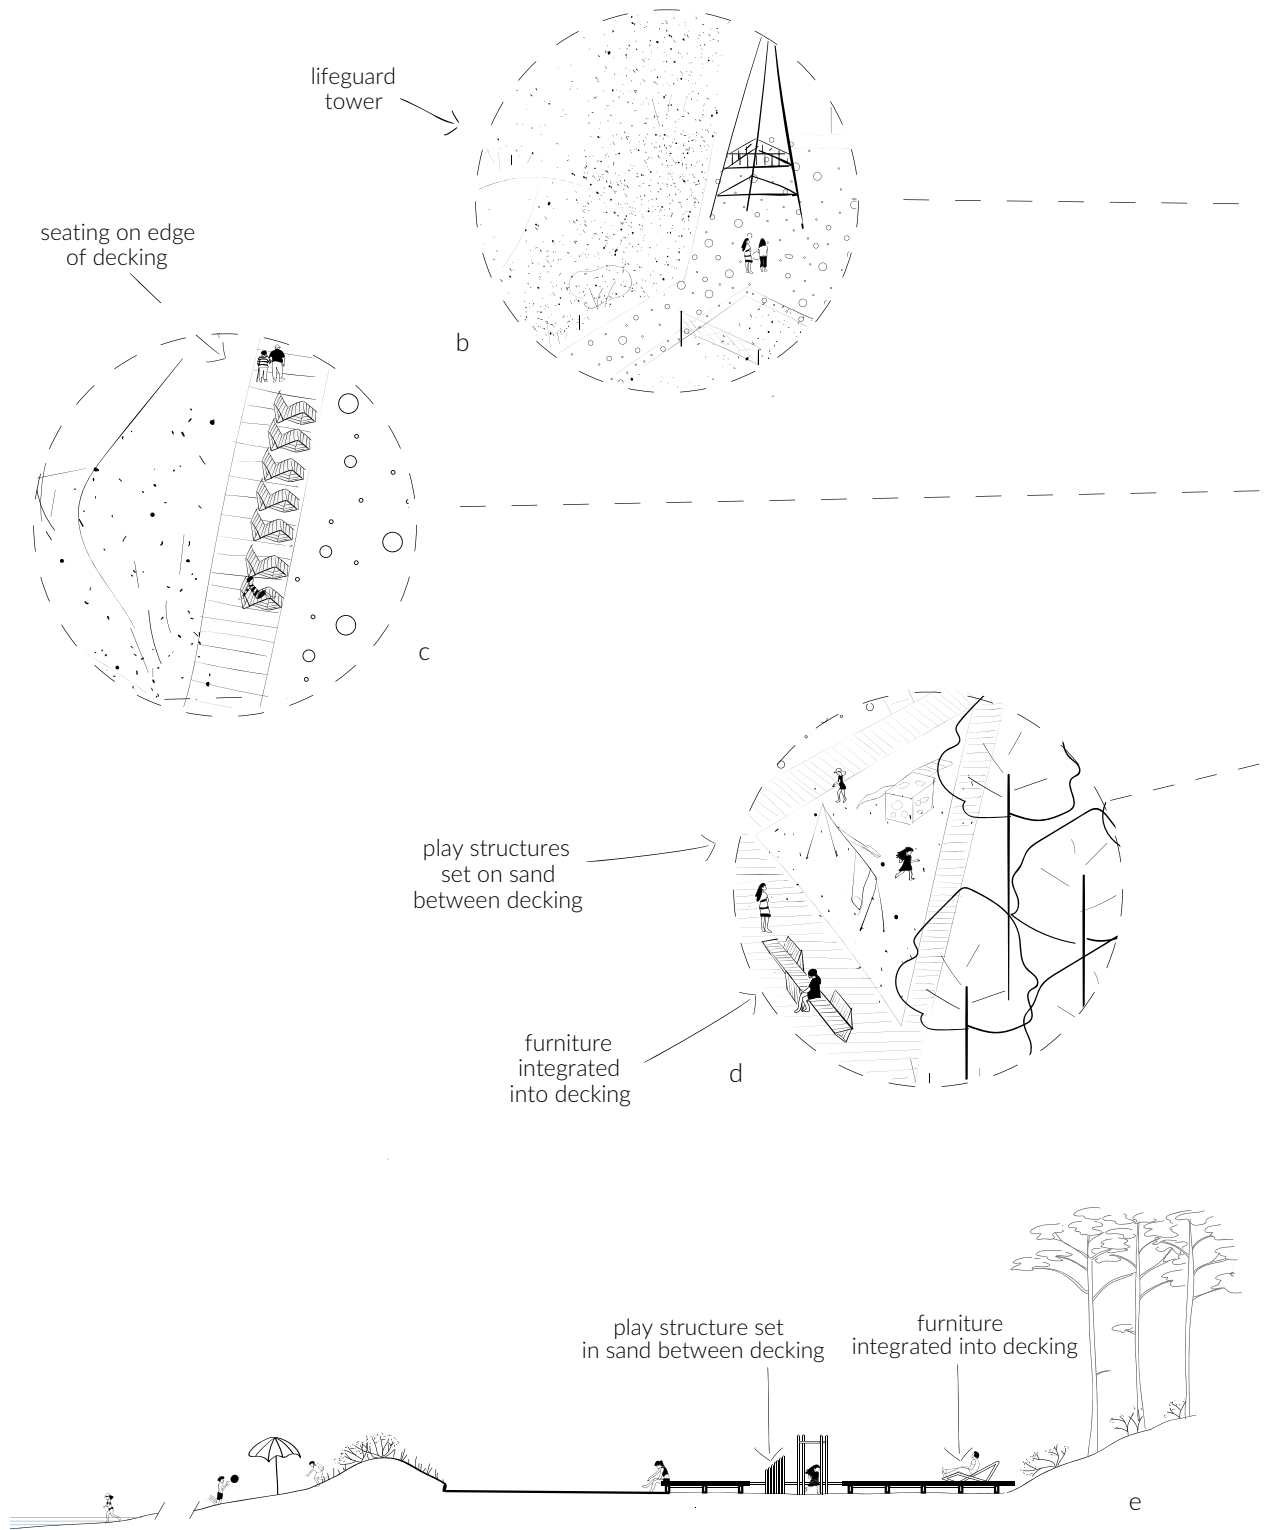 lifeguard
tower
seating on edge
of decking
b
c
play structures
set on sand
between decking
furniture
integrated
into decking
d
play structure set
in sand between decking
furniture
integrated into decking
e